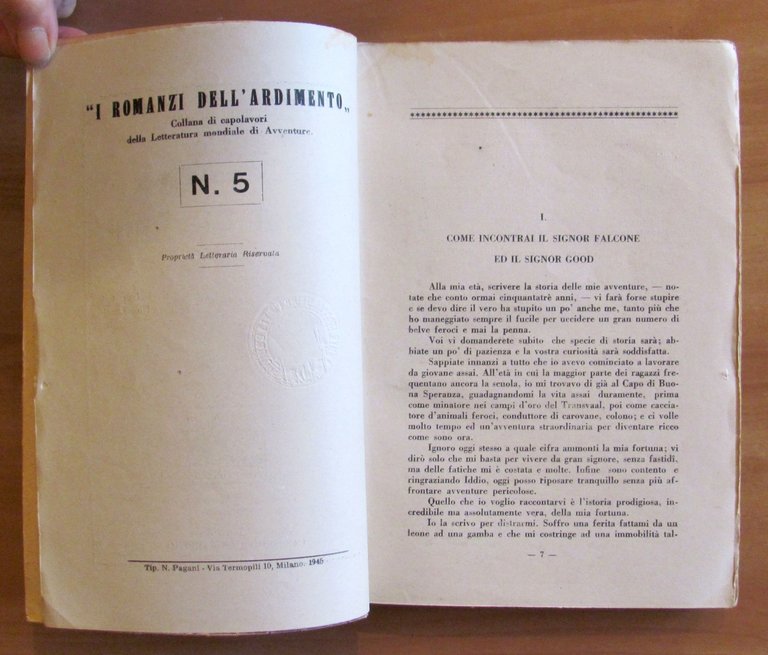 "I ROMANZI DELL'ARDIMENTO„
Collana di capolavori
della Letteratura mondiale di Avventure.
N. 5
Proprietà Letteraria Riservata
Tip. N. Pagani - Via Termopili 10, Milano. 1945
I.
COME INCONTRAI IL SIGNOR FALCONE
ED IL SIGNOR GOOD
Alla mia età, scrivere la storia delle mie avventure, — no-
tate che conto ormai cinquantatrè anni, — vi farà forse stupire
e se devo dire il vero ha stupito un po' anche me, tanto più che
ho maneggiato sempre il fucile per uccidere un gran numero di
belve feroci e mai la penna.
Voi vi domanderete subito che specie di storia sarà; ab-
biate un po' di pazienza e la vostra curiosità sarà soddisfatta.
Sappiate innanzi a tutto che io avevo cominciato a lavorare
da giovane assai. All'età in cui la maggior parte dei ragazzi fre-
quentano ancora la scuola, io mi trovavo di già al Capo di Buo-
na Speranza, guadagnandomi la vita assai duramente, prima
come minatore nei campi d'oro del Transvaal, poi come caccia-
tore d'animali feroci, conduttore di carovane, colono; e ci volle
molto tempo ed un'avventura straordinaria per diventare ricco
come sono ora.
Ignoro oggi stesso a quale cifra ammonti la mia fortuna; vi
dirò solo che mi basta per vivere da gran signore, senza fastidi,
ma delle fatiche mi è costata e molte. Infine sono contento e
ringraziando Iddio, oggi posso riposare tranquillo senza più af-
frontare avventure pericolose.
Quello che io voglio raccontarvi è l'istoria prodigiosa, in-
credibile ma assolutamente vera, della mia fortuna.
Io la scrivo per distrarmi. Soffro una ferita fattami da un
leone ad una gamba e che mi costringe ad una immobilità tal-
— 7 —